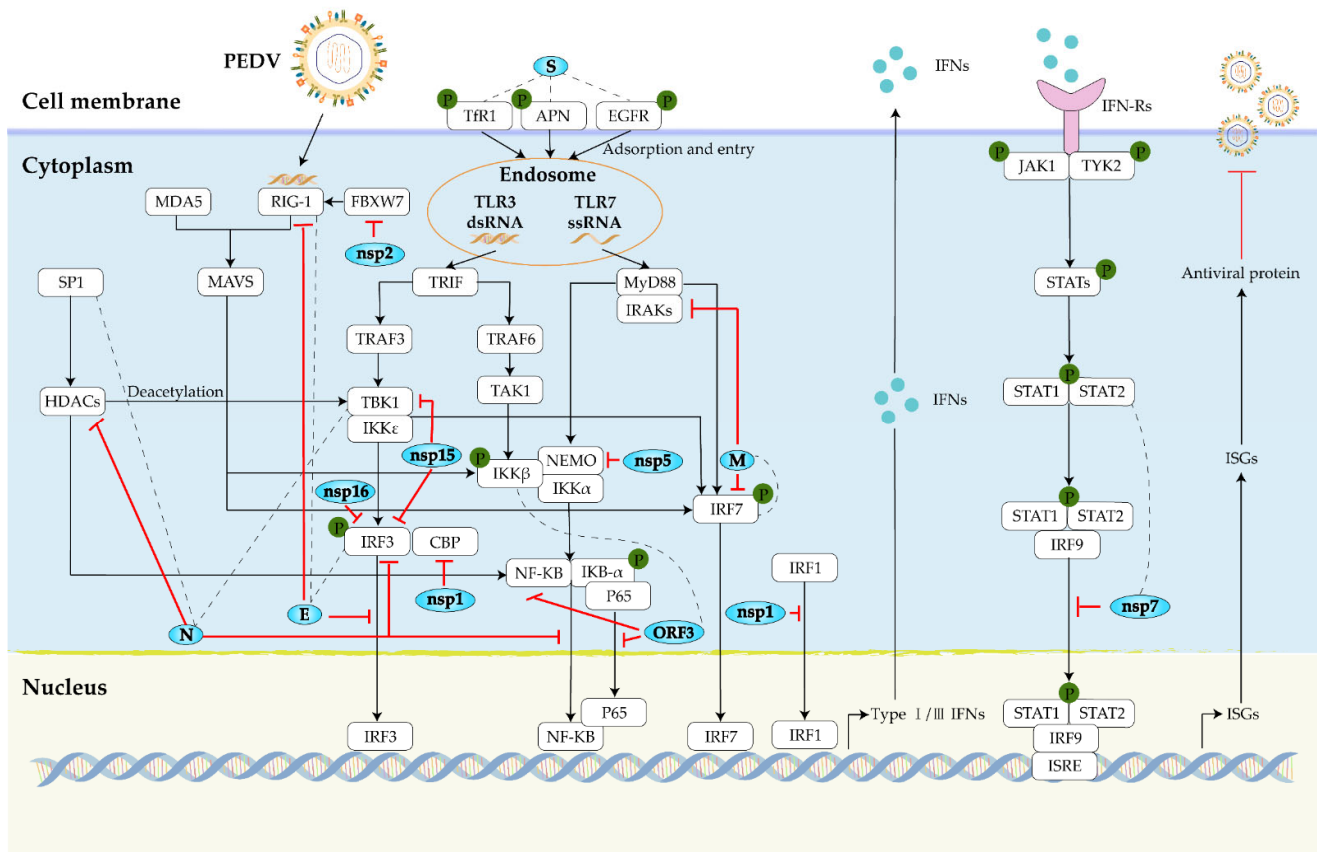 PEDV
S
IFNs
IFN-Rs
Cell membrane
P
P
P
TfR1
APN
EGFR
Adsorption and entry
Cytoplasm
Endosome
TLR3
dsRNA
TLR7
ssRNA
P
P
JAK1
TYK2
MDA5
RIG-1
FBXW7
nsp2
SP1
MAVS
TRIF
MyD88
IRAKs
STATs
P
Antiviral protein
TRAF3
TRAF6
HDACs
Deacetylation
TBK1
IKKε
TAK1
IFNs
P
STAT1
STAT2
nsp15
P
IKKβ
NEMO
IKKα
nsp5
M
ISGs
nsp16
P
IRF7
P
IRF3
CBP
P
STAT1
STAT2
IRF9
NF-KB
IKB-α
P
P65
IRF1
nsp1
E
nsp1
nsp7
N
ORF3
Nucleus
P
STAT1
STAT2
IRF9
ISRE
P65
NF-KB
IRF3
IRF7
IRF1
Type Ⅰ/Ⅲ IFNs
ISGs